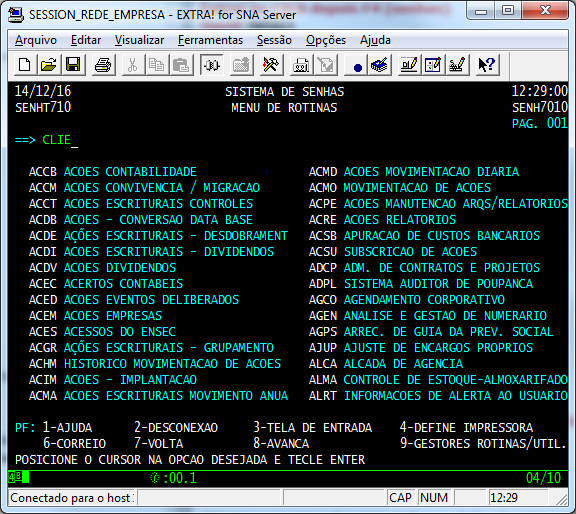 SESSION_REDE_EMPRESA - EXTRA! for SNA Server
Arquivo Editar Visualizar Ferramentas Sessão Opções Ajuda
14/12/16 SISTEMA DE SENHAS 12:29:00
SENHT710 MENU DE ROTINAS SENH7010
PAG. 001
==> CLIE_
ACCB ACOES CONTABILIDADE ACMD ACOES MOVIMENTACAO DIARIA
ACCM ACOES CONVIVENCIA / MIGRACAO ACMO MOVIMENTACAO DE ACOES
ACCT ACOES ESCRITURAIS CONTROLES ACPE ACOES MANUTENCAO ARQS/RELATORIOS
ACDB ACOES - CONVERSAO DATA BASE ACRE ACOES RELATORIOS
ACDE AÇÕES ESCRITURAIS - DESDOBRAMENT ACSB APURACAO DE CUSTOS BANCARIOS
ACDI ACOES ESCRITURAIS - DIVIDENDOS ACSU SUBSCRICAO DE ACOES
ACDV ACOES DIVIDENDOS ADCP ADM. DE CONTRATOS E PROJETOS
ACEC ACERTOS CONTABEIS ADPL SISTEMA AUDITOR DE POUPANCA
ACED ACOES EVENTOS DELIBERADOS AGCO AGENDAMENTO CORPORATIVO
ACEM ACOES EMPRESAS AGEN ANALISE E GESTAO DE NUMERARIO
ACES ACESSOS DO ENSEC AGPS ARREC. DE GUIA DA PREV. SOCIAL
ACGR AÇÕES ESCRITURAIS - GRUPAMENTO AJUP AJUSTE DE ENCARGOS PROPRIOS
ACHM HISTORICO MOVIMENTACAO DE ACOES ALCA ALCADA DE AGENCIA
ACIM ACOES - IMPLANTACAO ALMA CONTROLE DE ESTOQUE-ALMOXARIFADO
ACMA ACOES ESCRITURAIS MOVIMENTO ANUA ALRT INFORMACOES DE ALERTA AO USUARIO
PF: 1-AJUDA 2-DESCONEXAO 3-TELA DE ENTRADA 4-DEFINE IMPRESSORA
6-CORREIO 7-VOLTA 8-AVANCA 9-GESTORES ROTINAS/UTIL.
POSICIONE O CURSOR NA OPCAO DESEJADA E TECLE ENTER
4B :00.1 04/10
Conectado para o host CAP NUM 12:29